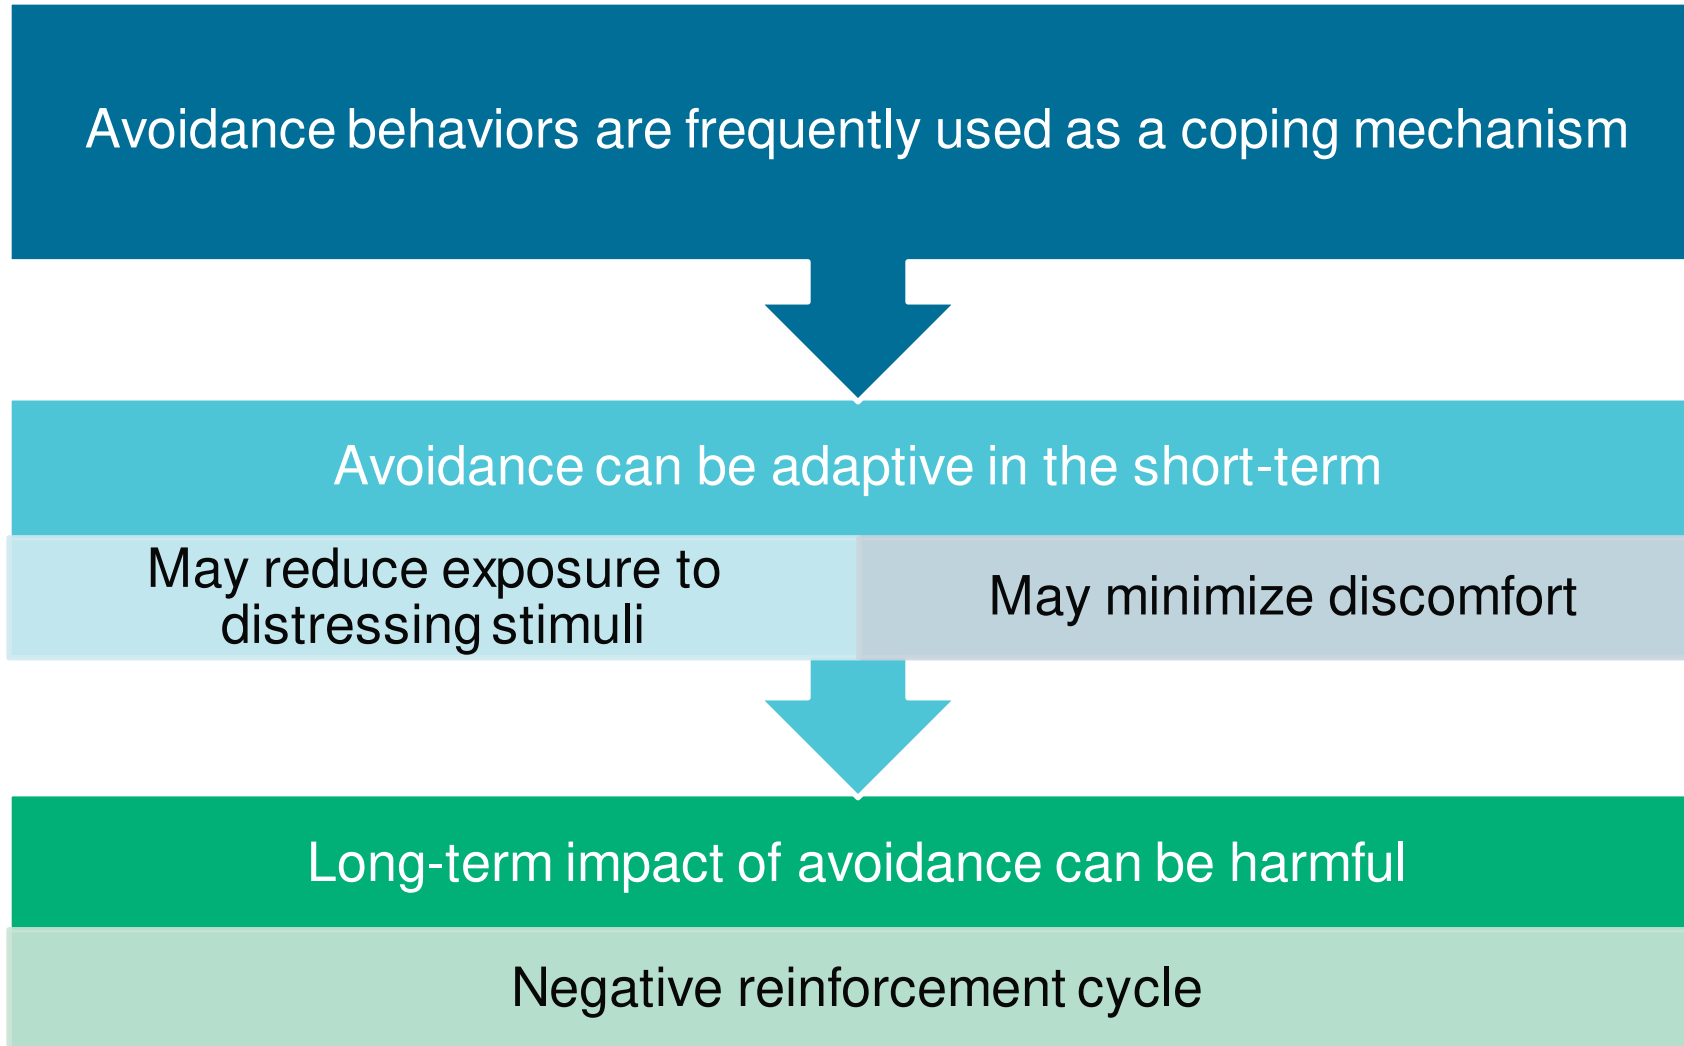 Avoidance behaviors are frequently used as a coping mechanism
Avoidance can be adaptive in the short-term
May reduce exposure to
distressing stimuli
May minimize discomfort
Long-term impact of avoidance can be harmful
Negative reinforcement cycle